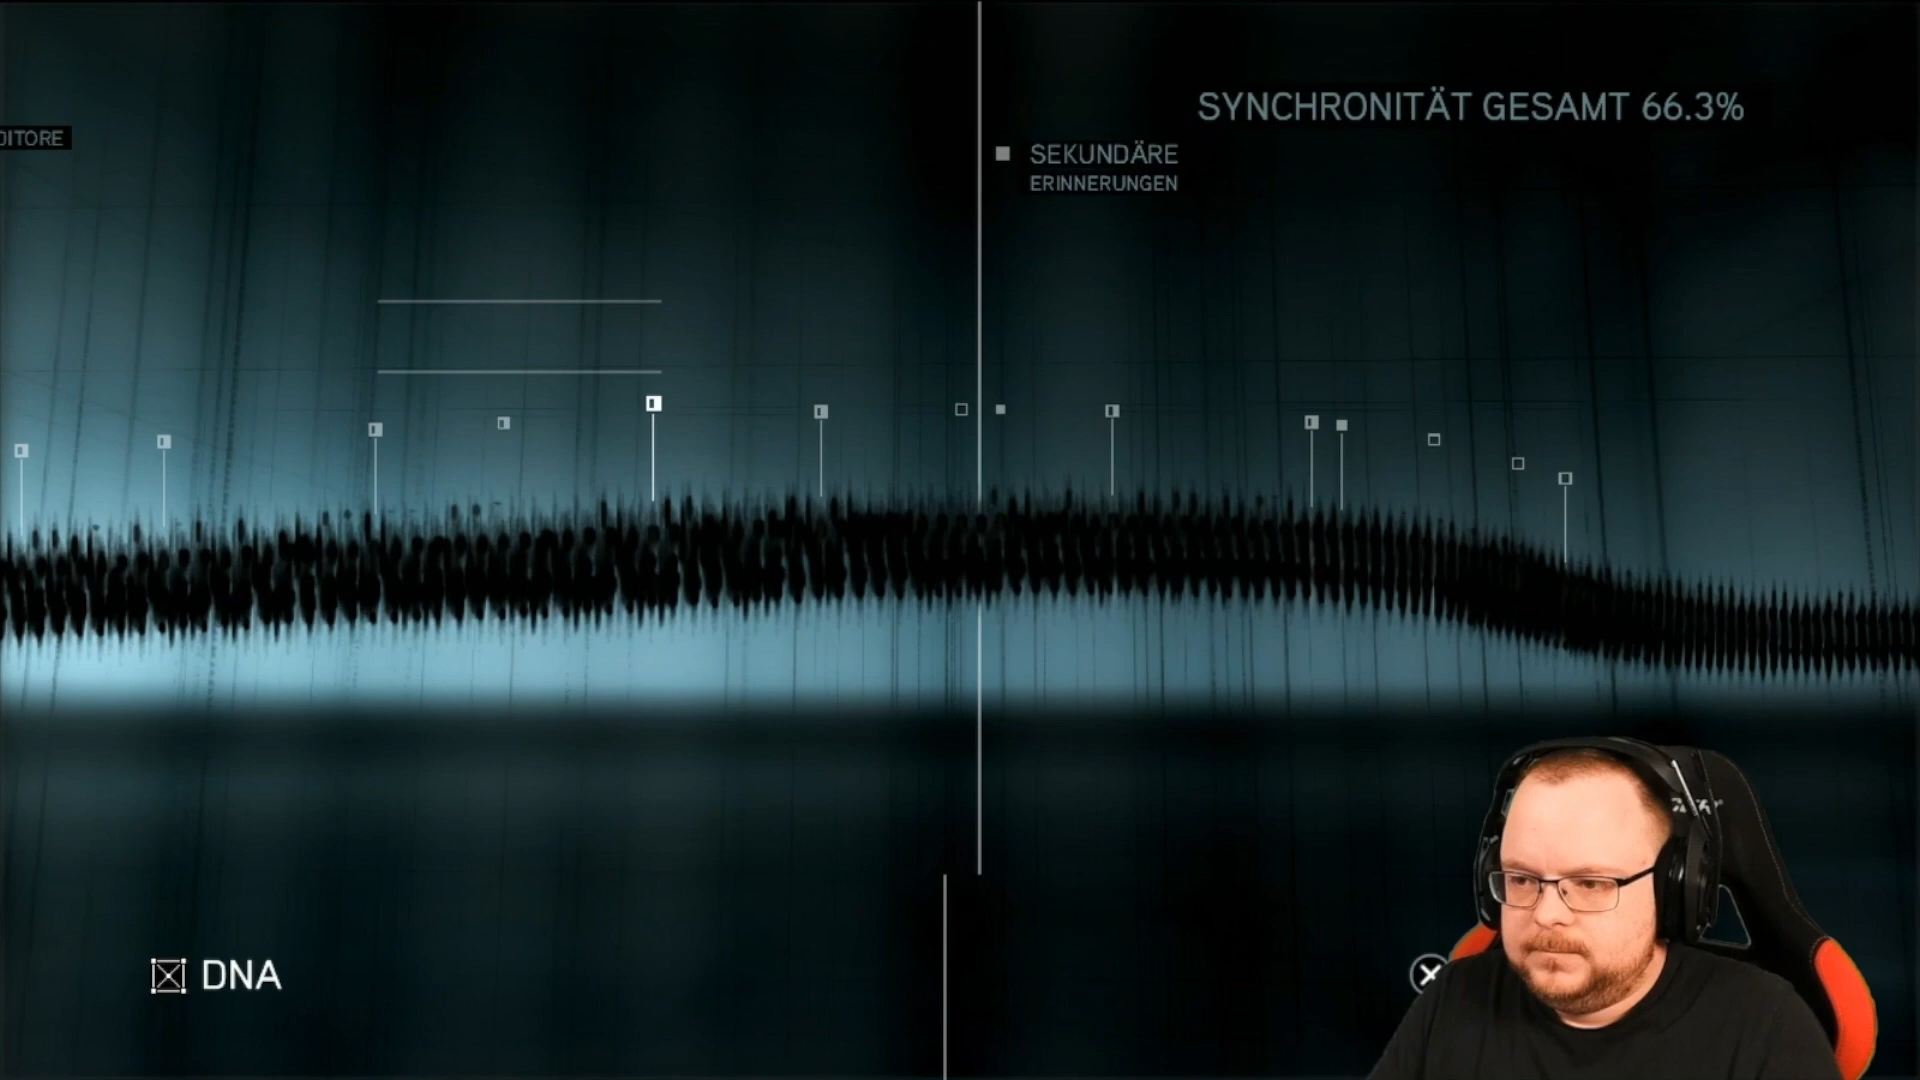 SYNCHRONITÄT GESAMT 66.3%
DITORE
SEKUNDÄRE
ERINNERUNGEN
DNA